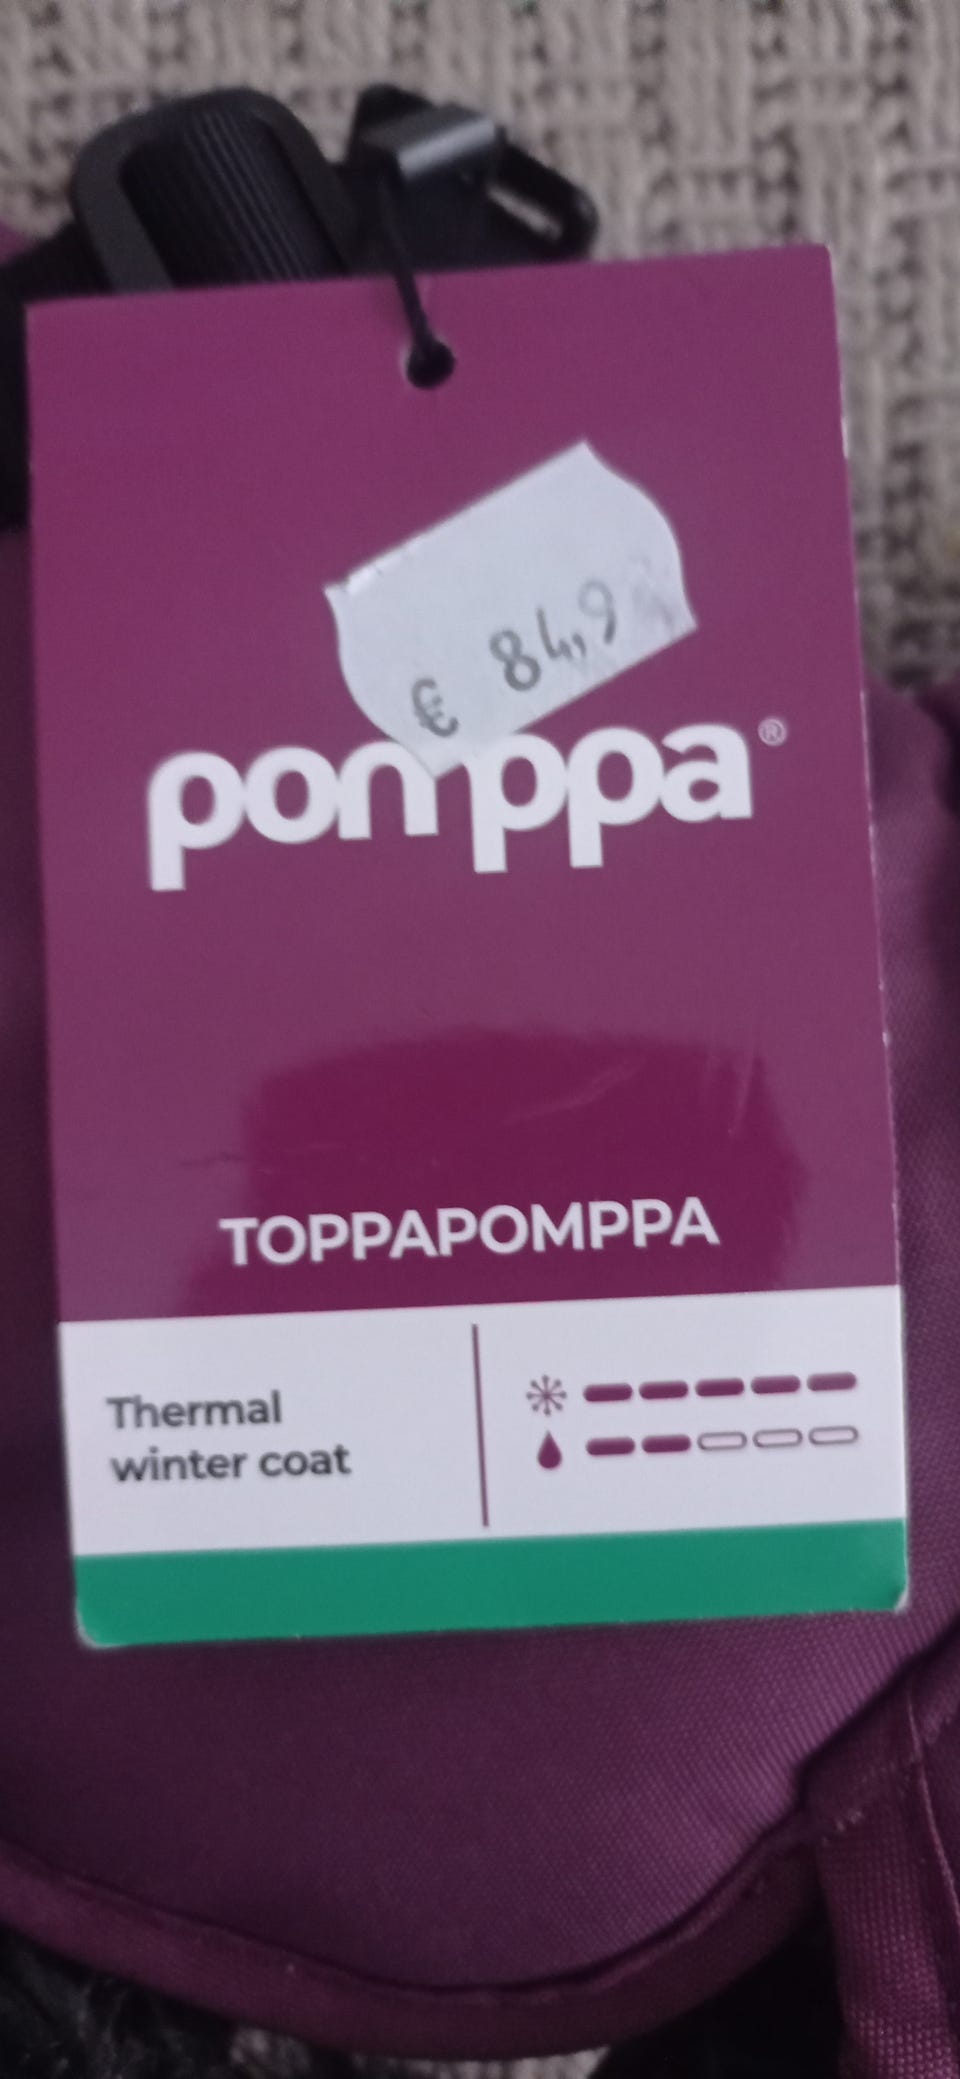 € 84,9
pomppa®
TOPPAPOMPPA
Thermal
winter coat